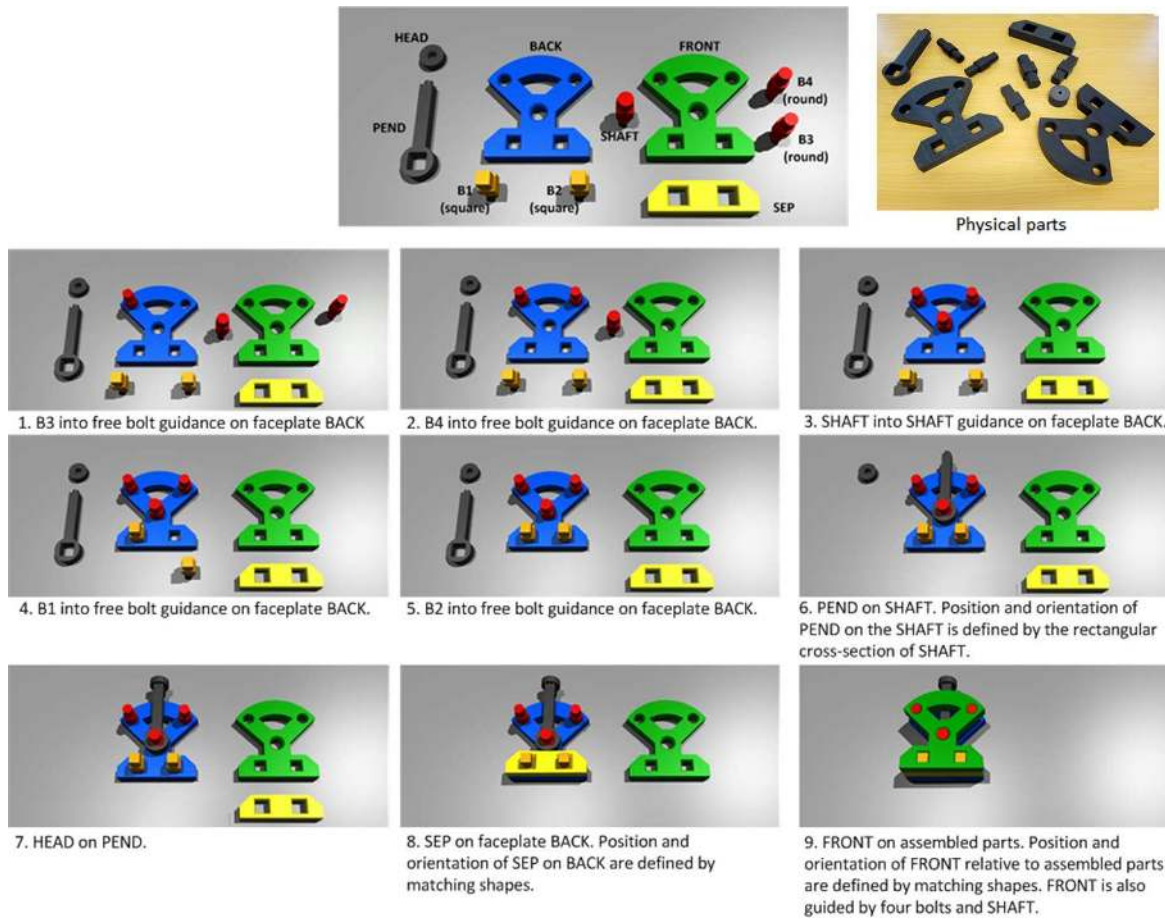 HEAD
BACK
FRONT
B4
(round)
PEND
SHAFT
B3
(round)
B1
(square)
B2
(square)
SEP
Physical parts
1. B3 into free bolt guidance on faceplate BACK
2. B4 into free bolt guidance on faceplate BACK.
3. SHAFT into SHAFT guidance on faceplate BACK.
4. B1 into free bolt guidance on faceplate BACK.
5. B2 into free bolt guidance on faceplate BACK.
6. PEND on SHAFT. Position and orientation of
PEND on the SHAFT is defined by the rectangular
cross-section of SHAFT.
7. HEAD on PEND.
8. SEP on faceplate BACK. Position and
orientation of SEP on BACK are defined by
matching shapes.
9. FRONT on assembled parts. Position and
orientation of FRONT relative to assembled parts
are defined by matching shapes. FRONT is also
guided by four bolts and SHAFT.